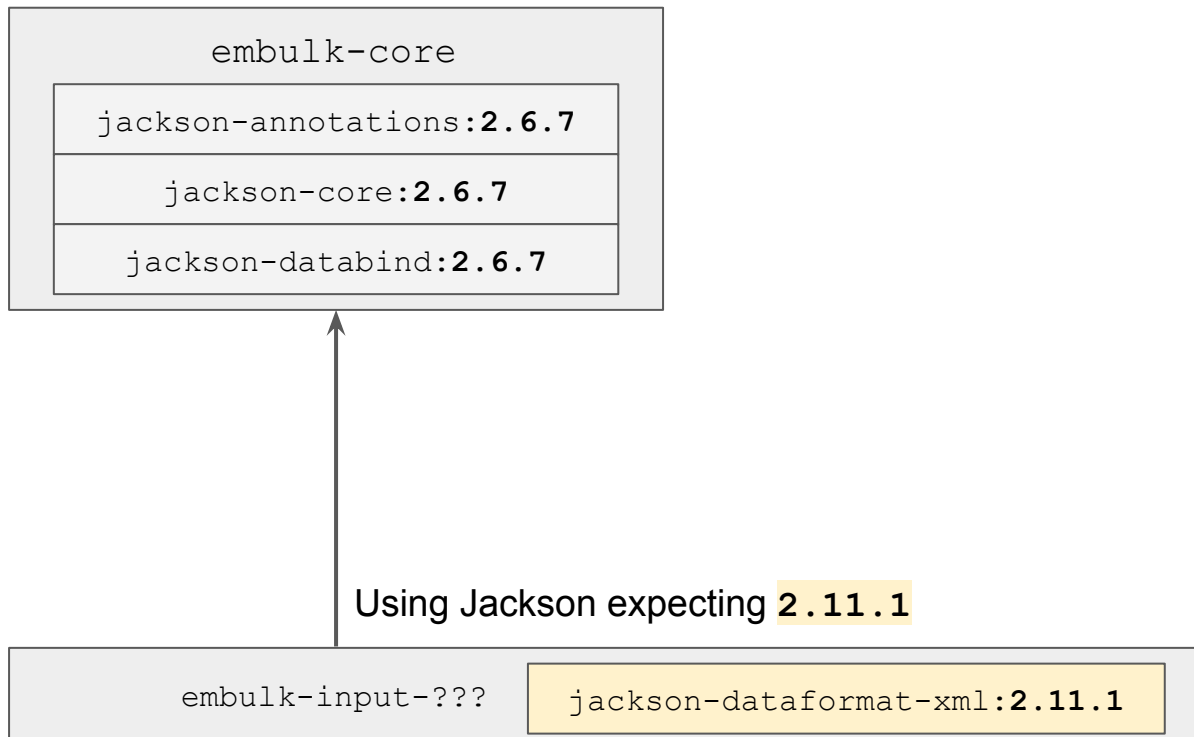 embulk-core
jackson-annotations:2.6.7
jackson-core:2.6.7
jackson-databind:2.6.7
Using Jackson expecting 2.11.1
embulk-input-??? jackson-dataformat-xml:2.11.1